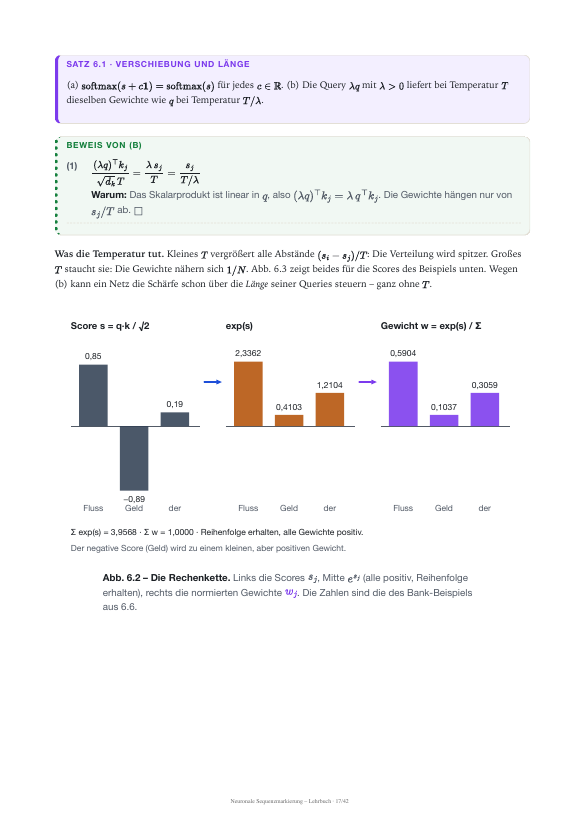 SATZ 6.1 · VERSCHIEBUNG UND LÄNGE
(a) softmax(s + c1) = softmax(s) für jedes c ∈ ℝ. (b) Die Query λq mit λ > 0 liefert bei Temperatur T
dieselben Gewichte wie q bei Temperatur T/λ.
BEWEIS VON (B)
(1) (λq)⊤kj / (√dk T) = λ sj / T = sj / (T/λ)
Warum: Das Skalarprodukt ist linear in q, also (λq)⊤kj = λ q⊤kj. Die Gewichte hängen nur von
sj/T ab. □
Was die Temperatur tut. Kleines T vergrößert alle Abstände (si − sj)/T: Die Verteilung wird spitzer. Großes
T staucht sie: Die Gewichte nähern sich 1/N. Abb. 6.3 zeigt beides für die Scores des Beispiels unten. Wegen
(b) kann ein Netz die Schärfe schon über die Länge seiner Queries steuern – ganz ohne T.
Score s = q·k / √2
exp(s)
Gewicht w = exp(s) / Σ
0,85
−0,89
0,19
Fluss Geld der
2,3362
0,4103
1,2104
Fluss Geld der
0,5904
0,1037
0,3059
Fluss Geld der
Σ exp(s) = 3,9568 · Σ w = 1,0000 · Reihenfolge erhalten, alle Gewichte positiv.
Der negative Score (Geld) wird zu einem kleinen, aber positiven Gewicht.
Abb. 6.2 – Die Rechenkette. Links die Scores sj, Mitte e^sj (alle positiv, Reihenfolge
erhalten), rechts die normierten Gewichte wj. Die Zahlen sind die des Bank-Beispiels
aus 6.6.
Neuronale Sequenzmarkierung – Lehrbuch · 17/42